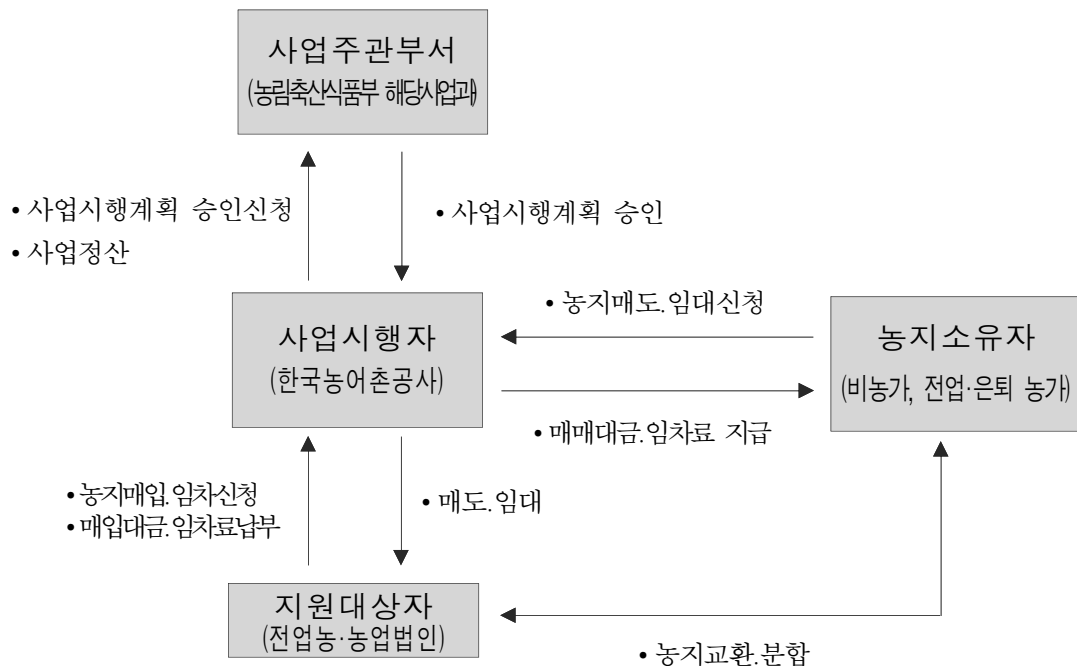 사업주관부서
(농림축산식품부 해당사업과)
• 사업시행계획 승인신청
• 사업정산
• 사업시행계획 승인
사업시행자
(한국농어촌공사)
• 농지매도.임대신청
농지소유자
(비농가, 전업·은퇴 농가)
• 매매대금.임차료 지급
• 농지매입.임차신청
• 매입대금.임차료납부
• 매도.임대
지원대상자
(전업농·농업법인)
• 농지교환.분합